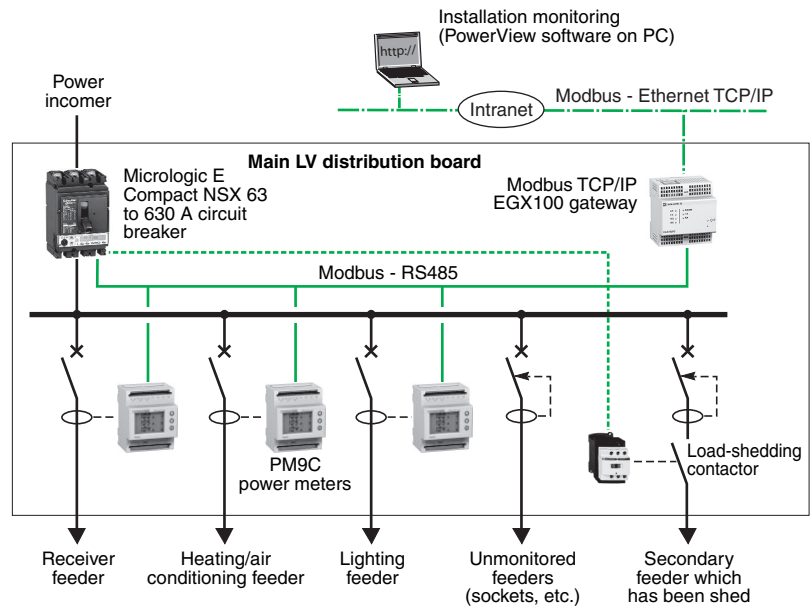 Installation monitoring
(PowerView software on PC)
http://
Power
incomer
Intranet
Modbus - Ethernet TCP/IP
Main LV distribution board
Micrologic E
Compact NSX 63
to 630 A circuit
breaker
Modbus TCP/IP
EGX100 gateway
Modbus - RS485
PM9C
power meters
Load-shedding
contactor
Receiver
feeder
Heating/air
conditioning feeder
Lighting
feeder
Unmonitored
feeders
(sockets, etc.)
Secondary
feeder which
has been shed